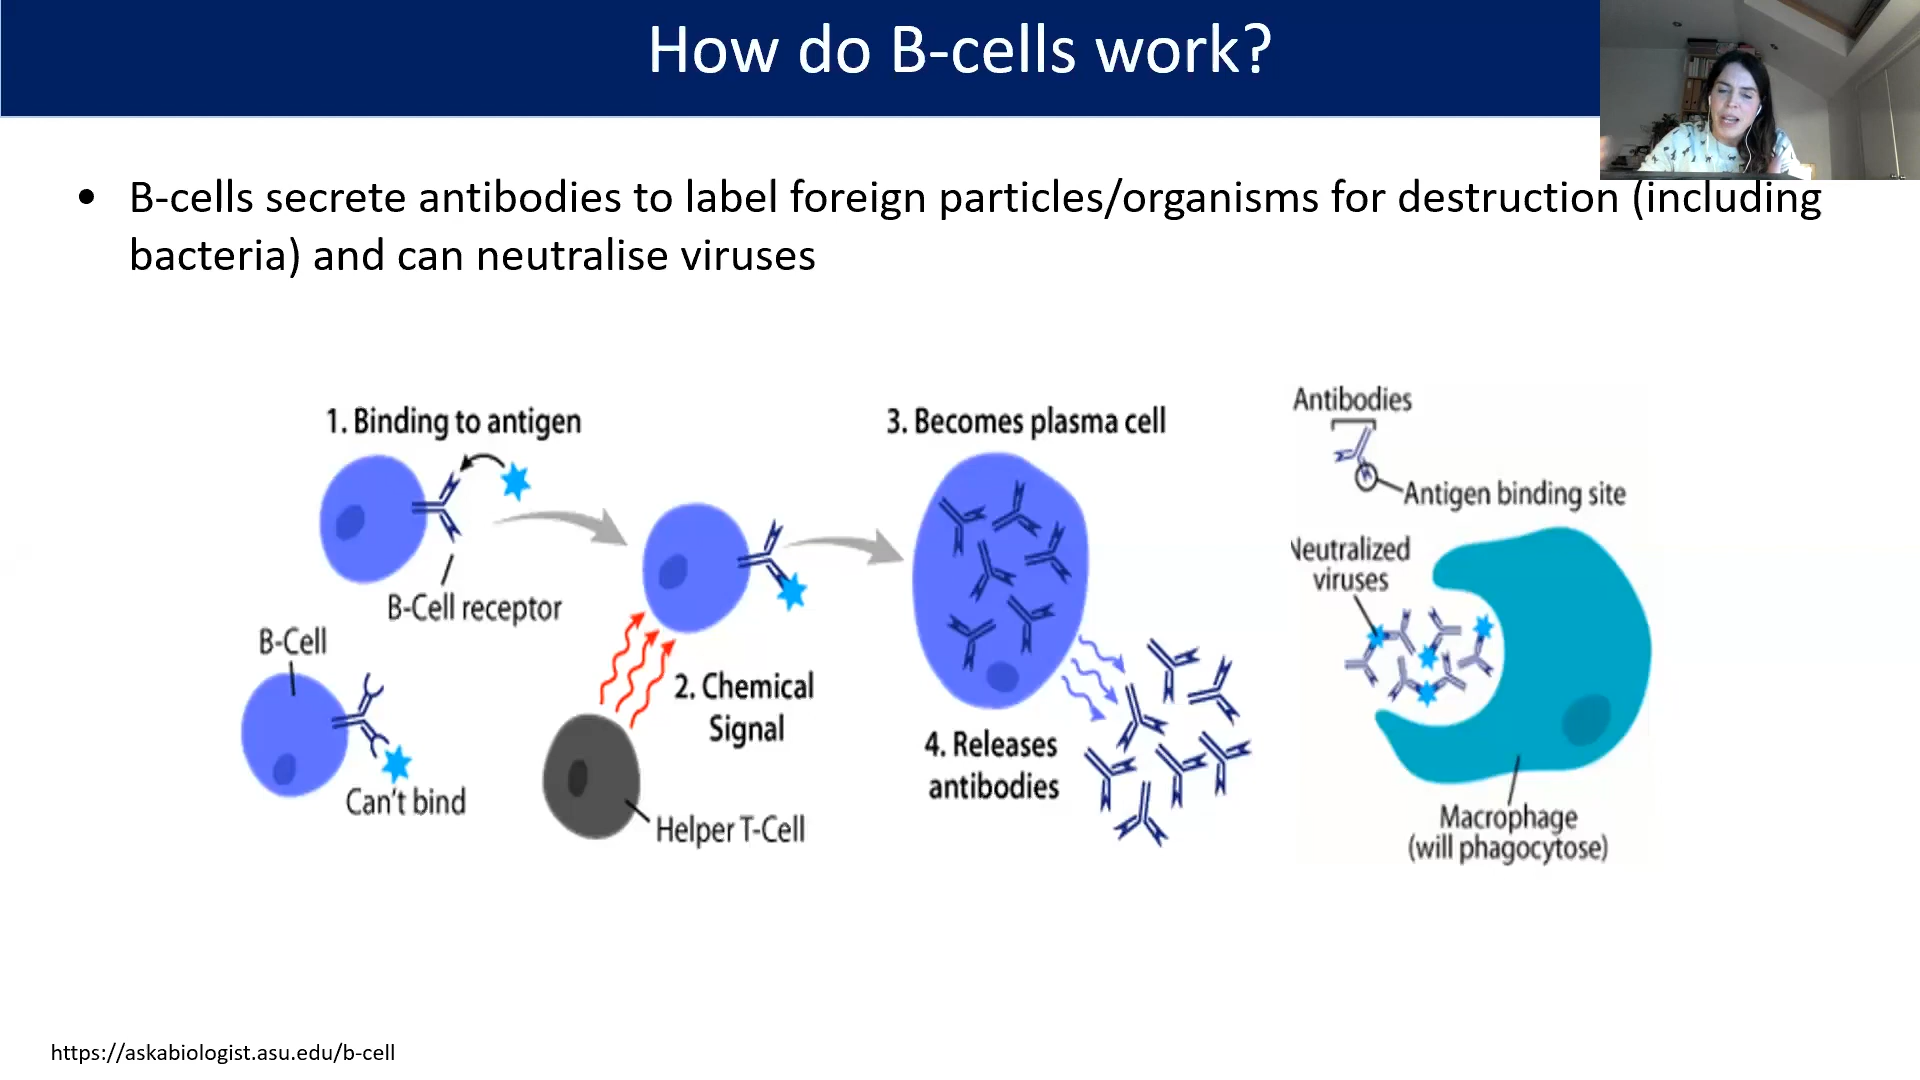 How do B-cells work?
• B-cells secrete antibodies to label foreign particles/organisms for destruction (including
bacteria) and can neutralise viruses
1. Binding to antigen
B-Cell receptor
B-Cell
Can't bind
2. Chemical
Signal
Helper T-Cell
3. Becomes plasma cell
4. Releases
antibodies
Antibodies
Antigen binding site
Neutralized
viruses
Macrophage
(will phagocytose)
https://askabiologist.asu.edu/b-cell